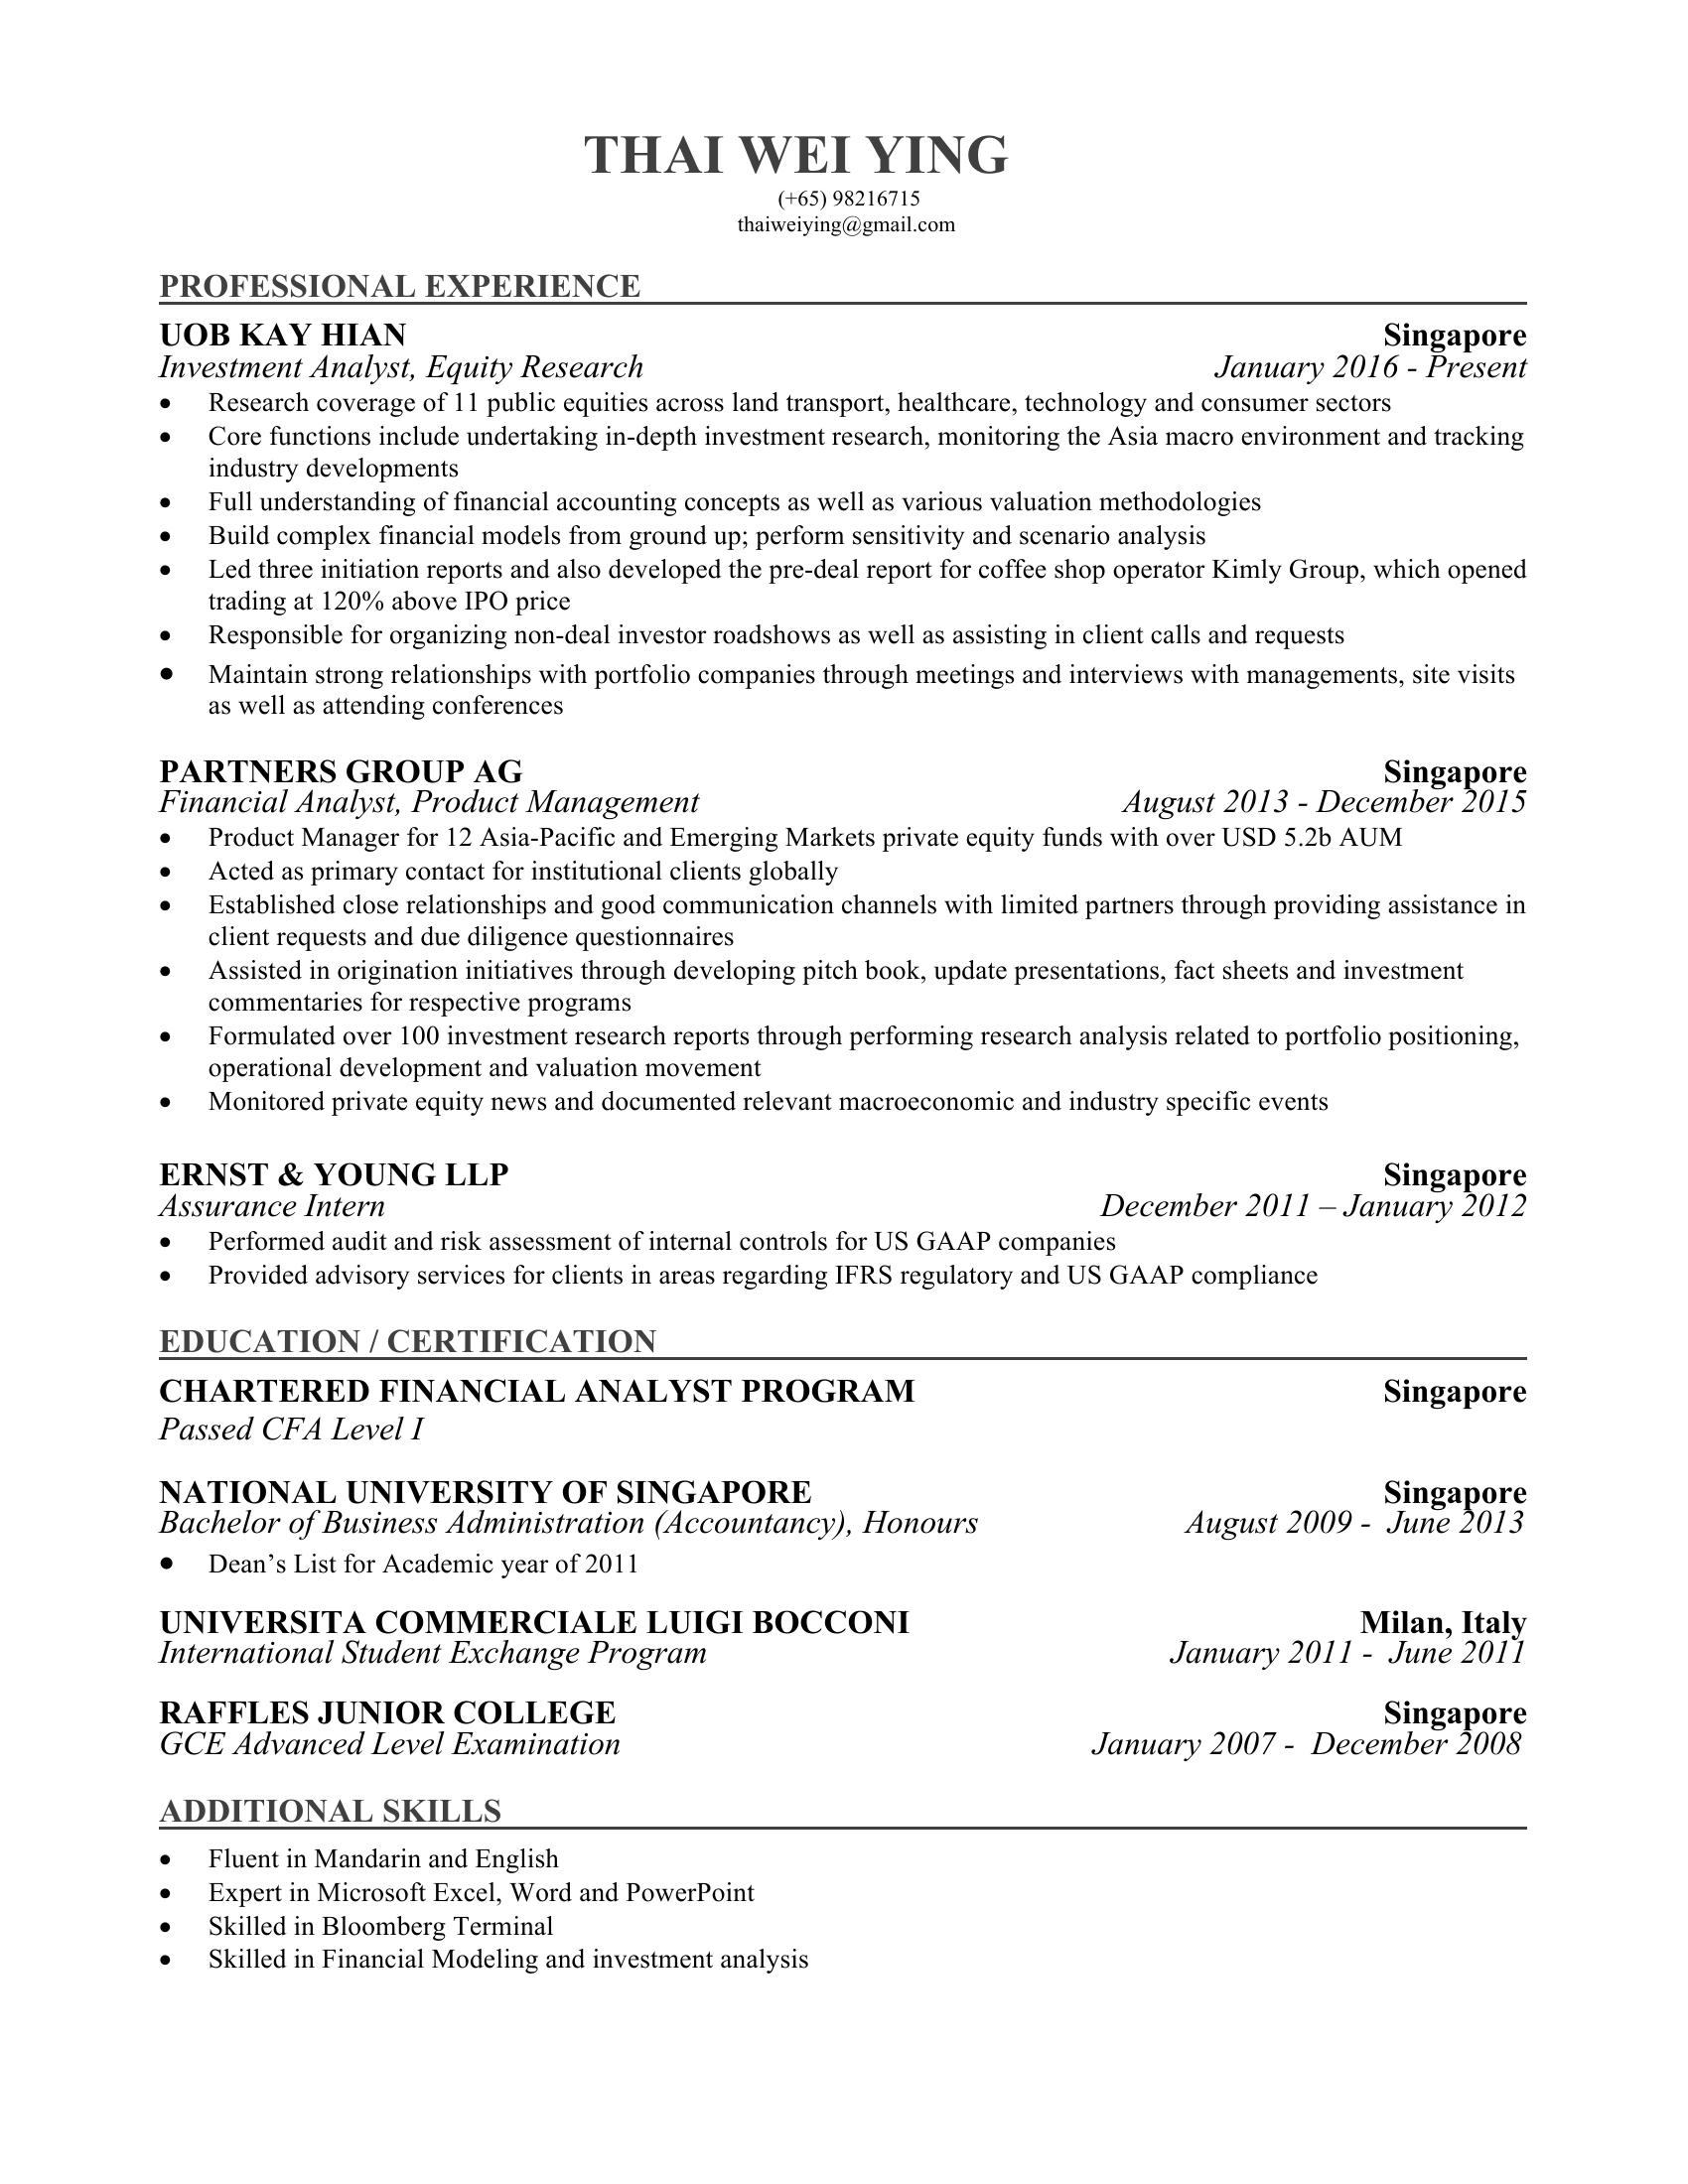 THAI WEI YING
(+65) 98216715
thaiweiying@gmail.com
PROFESSIONAL EXPERIENCE
UOB KAY HIAN Singapore
Investment Analyst, Equity Research January 2016 - Present
• Research coverage of 11 public equities across land transport, healthcare, technology and consumer sectors
• Core functions include undertaking in-depth investment research, monitoring the Asia macro environment and tracking
industry developments
• Full understanding of financial accounting concepts as well as various valuation methodologies
• Build complex financial models from ground up; perform sensitivity and scenario analysis
• Led three initiation reports and also developed the pre-deal report for coffee shop operator Kimly Group, which opened
trading at 120% above IPO price
• Responsible for organizing non-deal investor roadshows as well as assisting in client calls and requests
• Maintain strong relationships with portfolio companies through meetings and interviews with managements, site visits
as well as attending conferences
PARTNERS GROUP AG Singapore
Financial Analyst, Product Management August 2013 - December 2015
• Product Manager for 12 Asia-Pacific and Emerging Markets private equity funds with over USD 5.2b AUM
• Acted as primary contact for institutional clients globally
• Established close relationships and good communication channels with limited partners through providing assistance in
client requests and due diligence questionnaires
• Assisted in origination initiatives through developing pitch book, update presentations, fact sheets and investment
commentaries for respective programs
• Formulated over 100 investment research reports through performing research analysis related to portfolio positioning,
operational development and valuation movement
• Monitored private equity news and documented relevant macroeconomic and industry specific events
ERNST & YOUNG LLP Singapore
Assurance Intern December 2011 – January 2012
• Performed audit and risk assessment of internal controls for US GAAP companies
• Provided advisory services for clients in areas regarding IFRS regulatory and US GAAP compliance
EDUCATION / CERTIFICATION
CHARTERED FINANCIAL ANALYST PROGRAM Singapore
Passed CFA Level I
NATIONAL UNIVERSITY OF SINGAPORE Singapore
Bachelor of Business Administration (Accountancy), Honours August 2009 - June 2013
• Dean’s List for Academic year of 2011
UNIVERSITA COMMERCIALE LUIGI BOCCONI Milan, Italy
International Student Exchange Program January 2011 - June 2011
RAFFLES JUNIOR COLLEGE Singapore
GCE Advanced Level Examination January 2007 - December 2008
ADDITIONAL SKILLS
• Fluent in Mandarin and English
• Expert in Microsoft Excel, Word and PowerPoint
• Skilled in Bloomberg Terminal
• Skilled in Financial Modeling and investment analysis